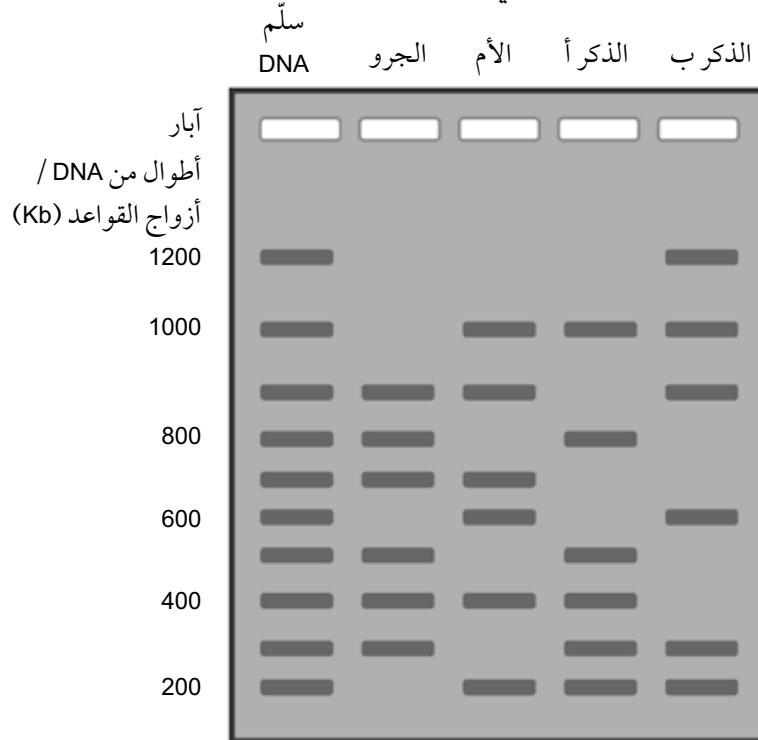 سلّم
DNA
الجرو
الأم
الذكر أ
الذكر ب
آبار
أطوال من DNA /
أزواج القواعد (Kb)
1200
1000
800
600
400
200